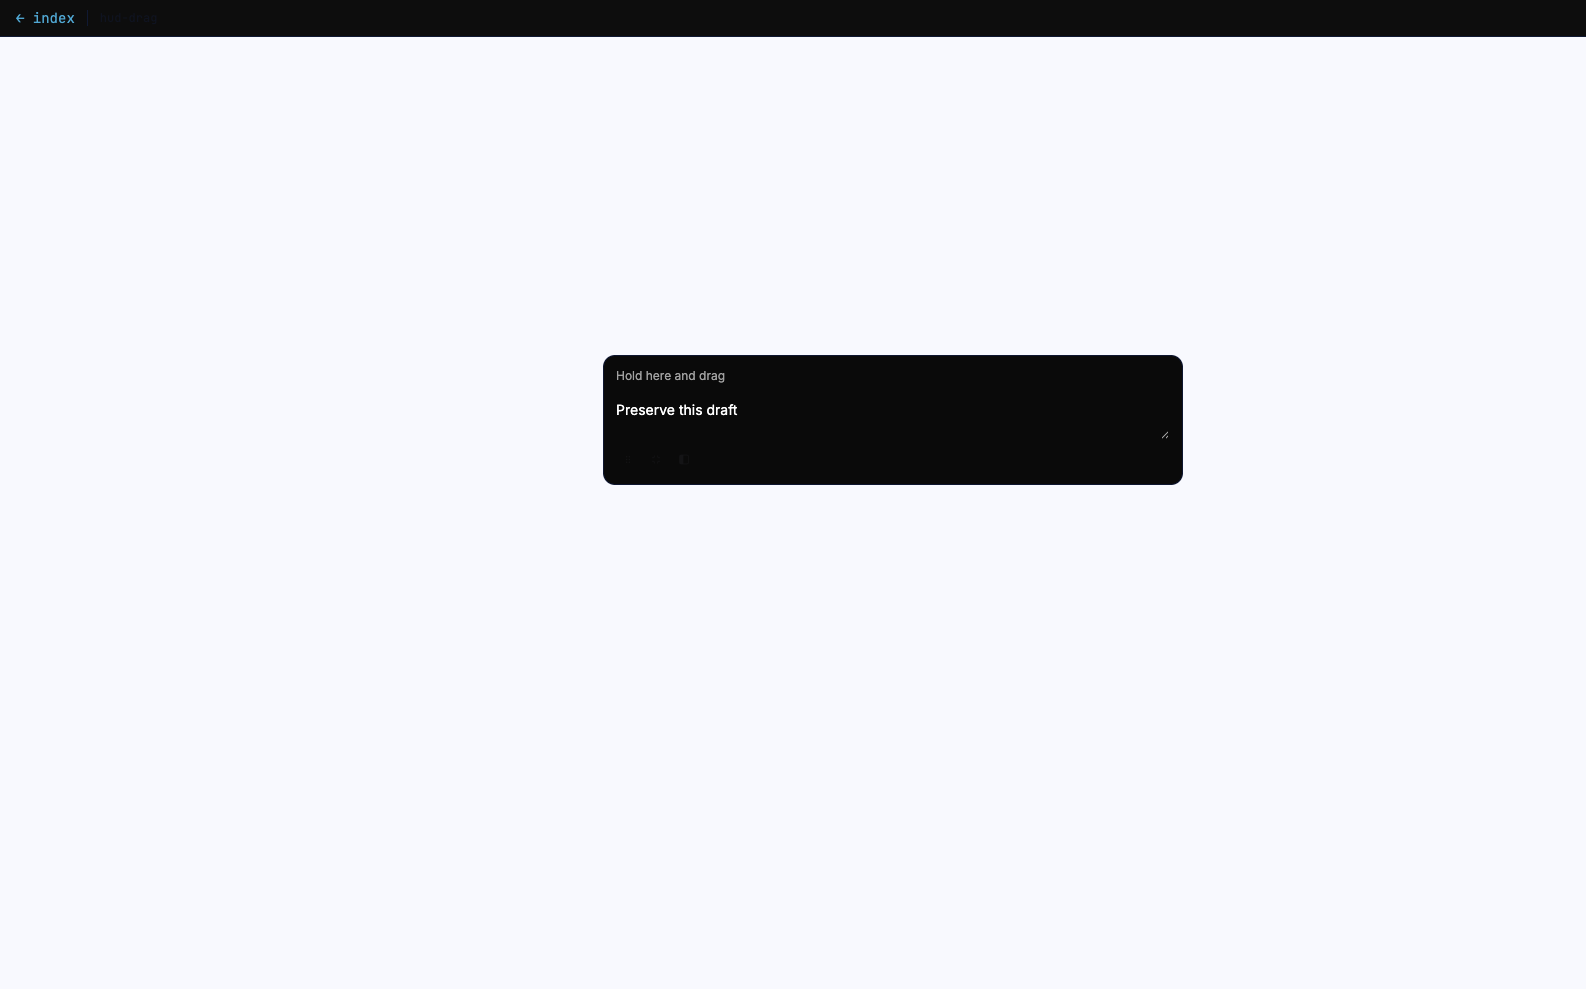 ← index
Hold here and drag
Preserve this draft